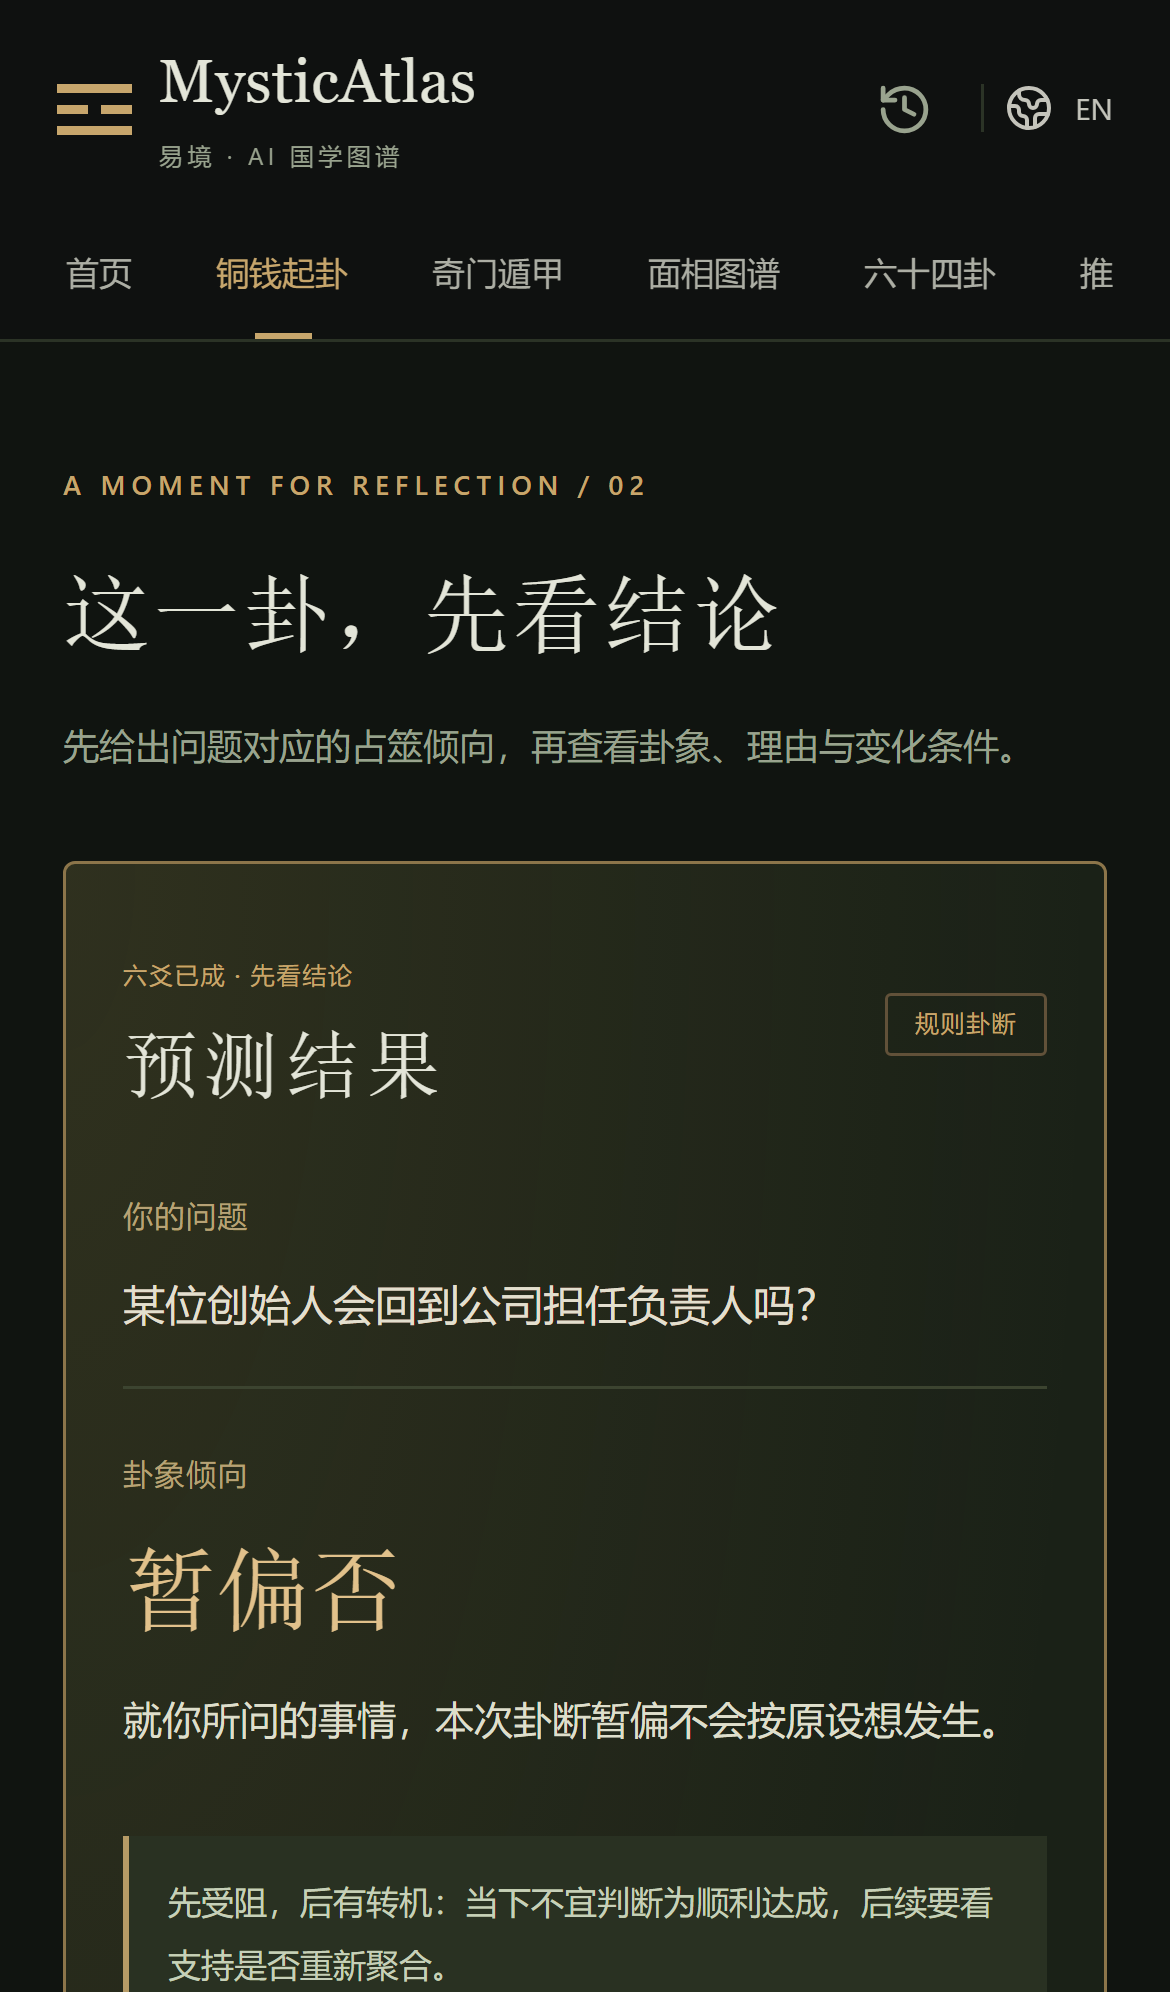 MysticAtlas
易境 · AI 国学图谱
EN
首页 铜钱起卦 奇门遁甲 面相图谱 六十四卦 推
A MOMENT FOR REFLECTION / 02
这一卦，先看结论
先给出问题对应的占筮倾向，再查看卦象、理由与变化条件。
六爻已成 · 先看结论
规则卦断
预测结果
你的问题
某位创始人会回到公司担任负责人吗？
卦象倾向
暂偏否
就你所问的事情，本次卦断暂偏不会按原设想发生。
先受阻，后有转机：当下不宜判断为顺利达成，后续要看
支持是否重新聚合。